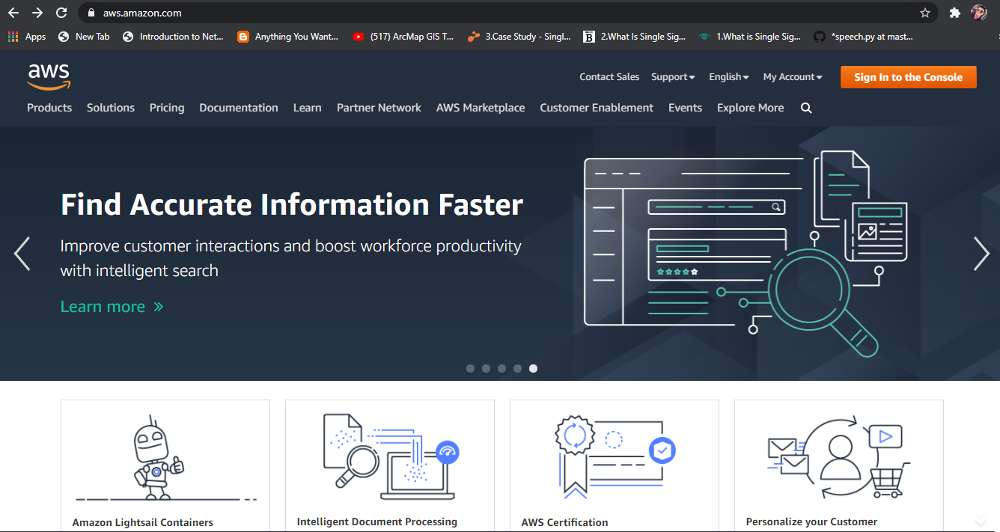 aws.amazon.com
Apps New Tab Introduction to Net... Anything You Want... (517) ArcMap GIS T... 3.Case Study - Singl... B 2.What Is Single Sig... 1.What is Single Sig... *speech.py at mast...
aws
Contact Sales Support English My Account Sign In to the Console
Products Solutions Pricing Documentation Learn Partner Network AWS Marketplace Customer Enablement Events Explore More
Find Accurate Information Faster
Improve customer interactions and boost workforce productivity
with intelligent search
Learn more »
Amazon Lightsail Containers
Intelligent Document Processing
AWS Certification
Personalize your Customer